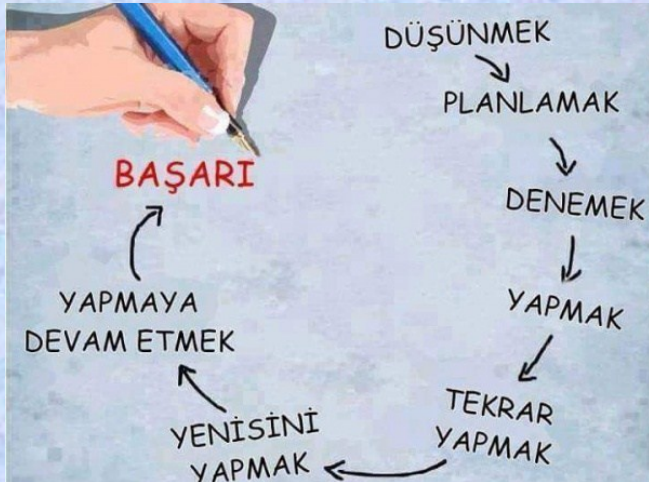 DÜŞÜNMEK
PLANLAMAK
DENEMEK
YAPMAK
TEKRAR
YAPMAK
YENİSİNİ
YAPMAK
YAPMAYA
DEVAM ETMEK
BAŞARI